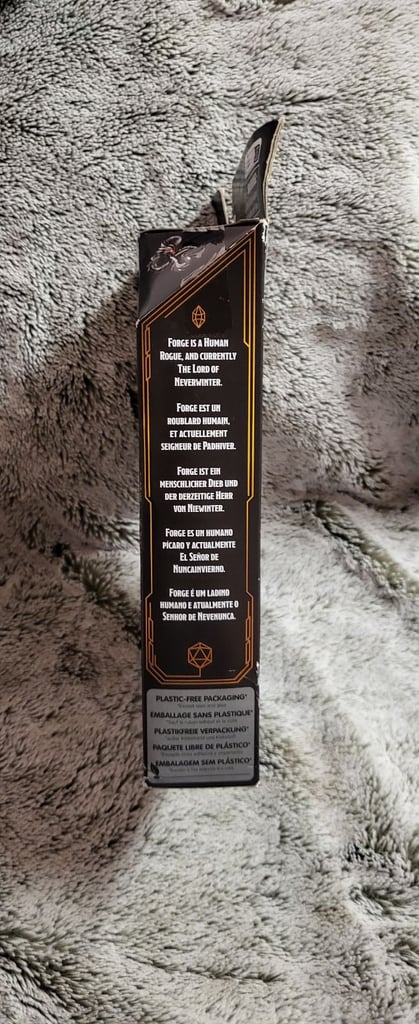 FORGE IS A HUMAN
ROGUE, AND CURRENTLY
THE LORD OF
NEVERWINTER.
FORGE EST UN
ROUBLARD HUMAIN,
ET ACTUELLEMENT
SEIGNEUR DE PADHIVER.
FORGE IST EIN
MENSCHLICHER DIEB UND
DER DERZEITIGE HERR
VON NIEWINTER.
FORGE ES UN HUMANO
PÍCARO Y ACTUALMENTE
EL SEÑOR DE
NUNCAINVIERNO.
FORGE É UM LADINO
HUMANO E ATUALMENTE O
SENHOR DE NEVENUNCA.
PLASTIC-FREE PACKAGING*
EMBALLAGE SANS PLASTIQUE*
PLASTIKFREIE VERPACKUNG*
PAQUETE LIBRE DE PLÁSTICO*
EMBALAGEM SEM PLÁSTICO*